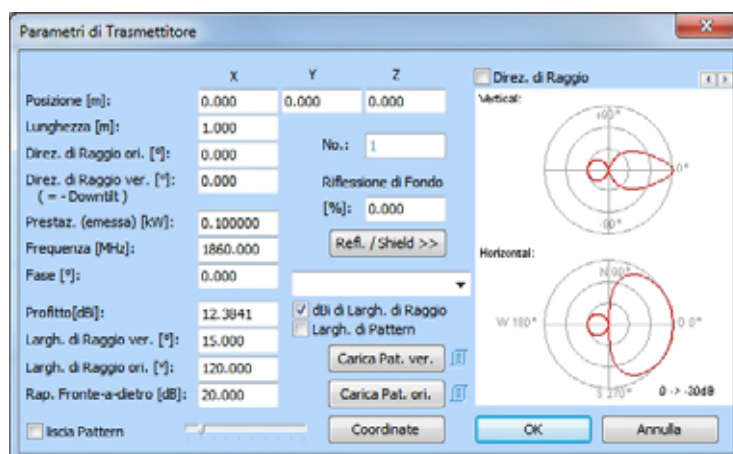 Parametri di Trasmettitore
X Y Z
Posizione [m]: 0.000 0.000 0.000
Lunghezza [m]: 1.000
Direz. di Raggio ori. [°]: 0.000
No.: 1
Direz. di Raggio ver. [°]: 0.000
( = - Downtilt )
Riflessione di Fondo
[%]: 0.000
Prestaz. (emessa) [kW]: 0.100000
Frequenza [MHz]: 1860.000
Refl. / Shield >>
Fase [°]: 0.000
Profitto[dBi]: 12.3841
dBi di Largh. di Raggio
Largh. di Pattern
Largh. di Raggio ver. [°]: 15.000
Carica Pat. ver.
Largh. di Raggio ori. [°]: 120.000
Rap. Fronte-a-dietro [dB]: 20.000
Carica Pat. ori.
liscia Pattern
Coordinate
Direz. di Raggio
Vertical:
0°
Horizontal:
N 90°
W 180°
0 0°
S 270°
0 -> -30dB
OK
Annulla